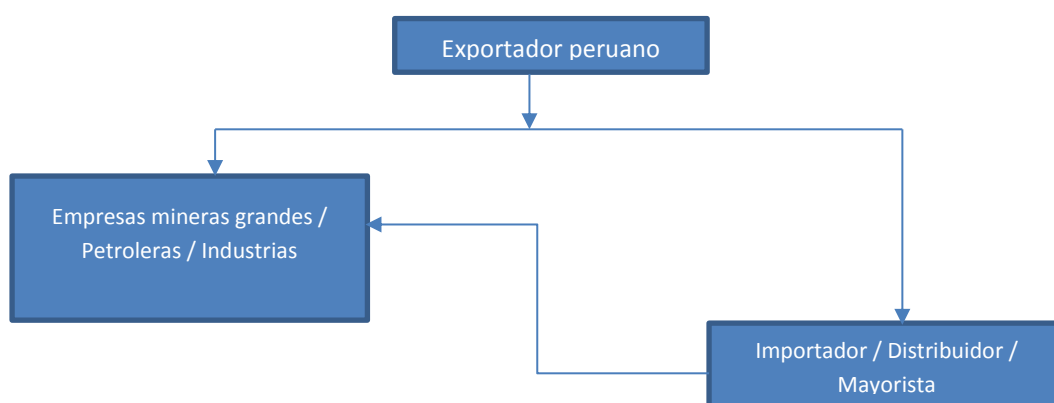 Exportador peruano
Empresas mineras grandes /
Petroleras / Industrias
Importador / Distribuidor /
Mayorista